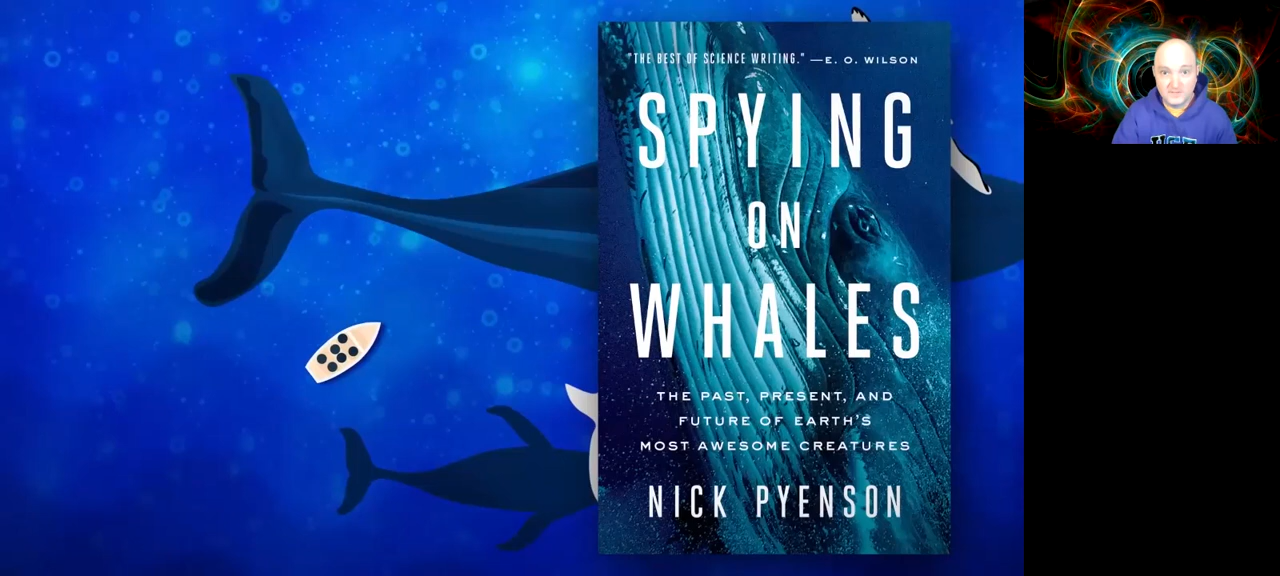 "THE BEST OF SCIENCE WRITING." —E. O. WILSON
SPYING
ON
WHALES
THE PAST, PRESENT, AND
FUTURE OF EARTH'S
MOST AWESOME CREATURES
NICK PYENSON